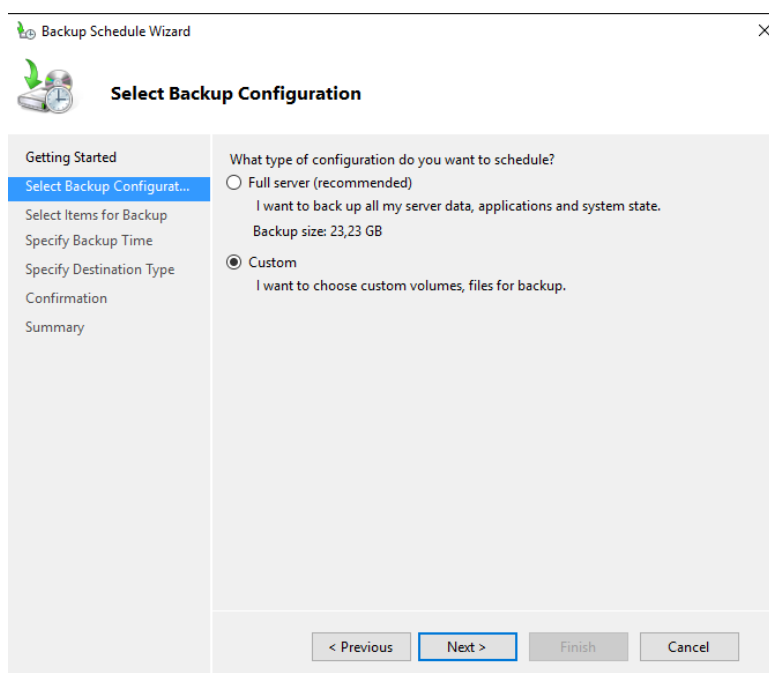 Backup Schedule Wizard
Select Backup Configuration
Getting Started
Select Backup Configurat...
Select Items for Backup
Specify Backup Time
Specify Destination Type
Confirmation
Summary
What type of configuration do you want to schedule?
Full server (recommended)
I want to back up all my server data, applications and system state.
Backup size: 23,23 GB
Custom
I want to choose custom volumes, files for backup.
< Previous
Next >
Finish
Cancel